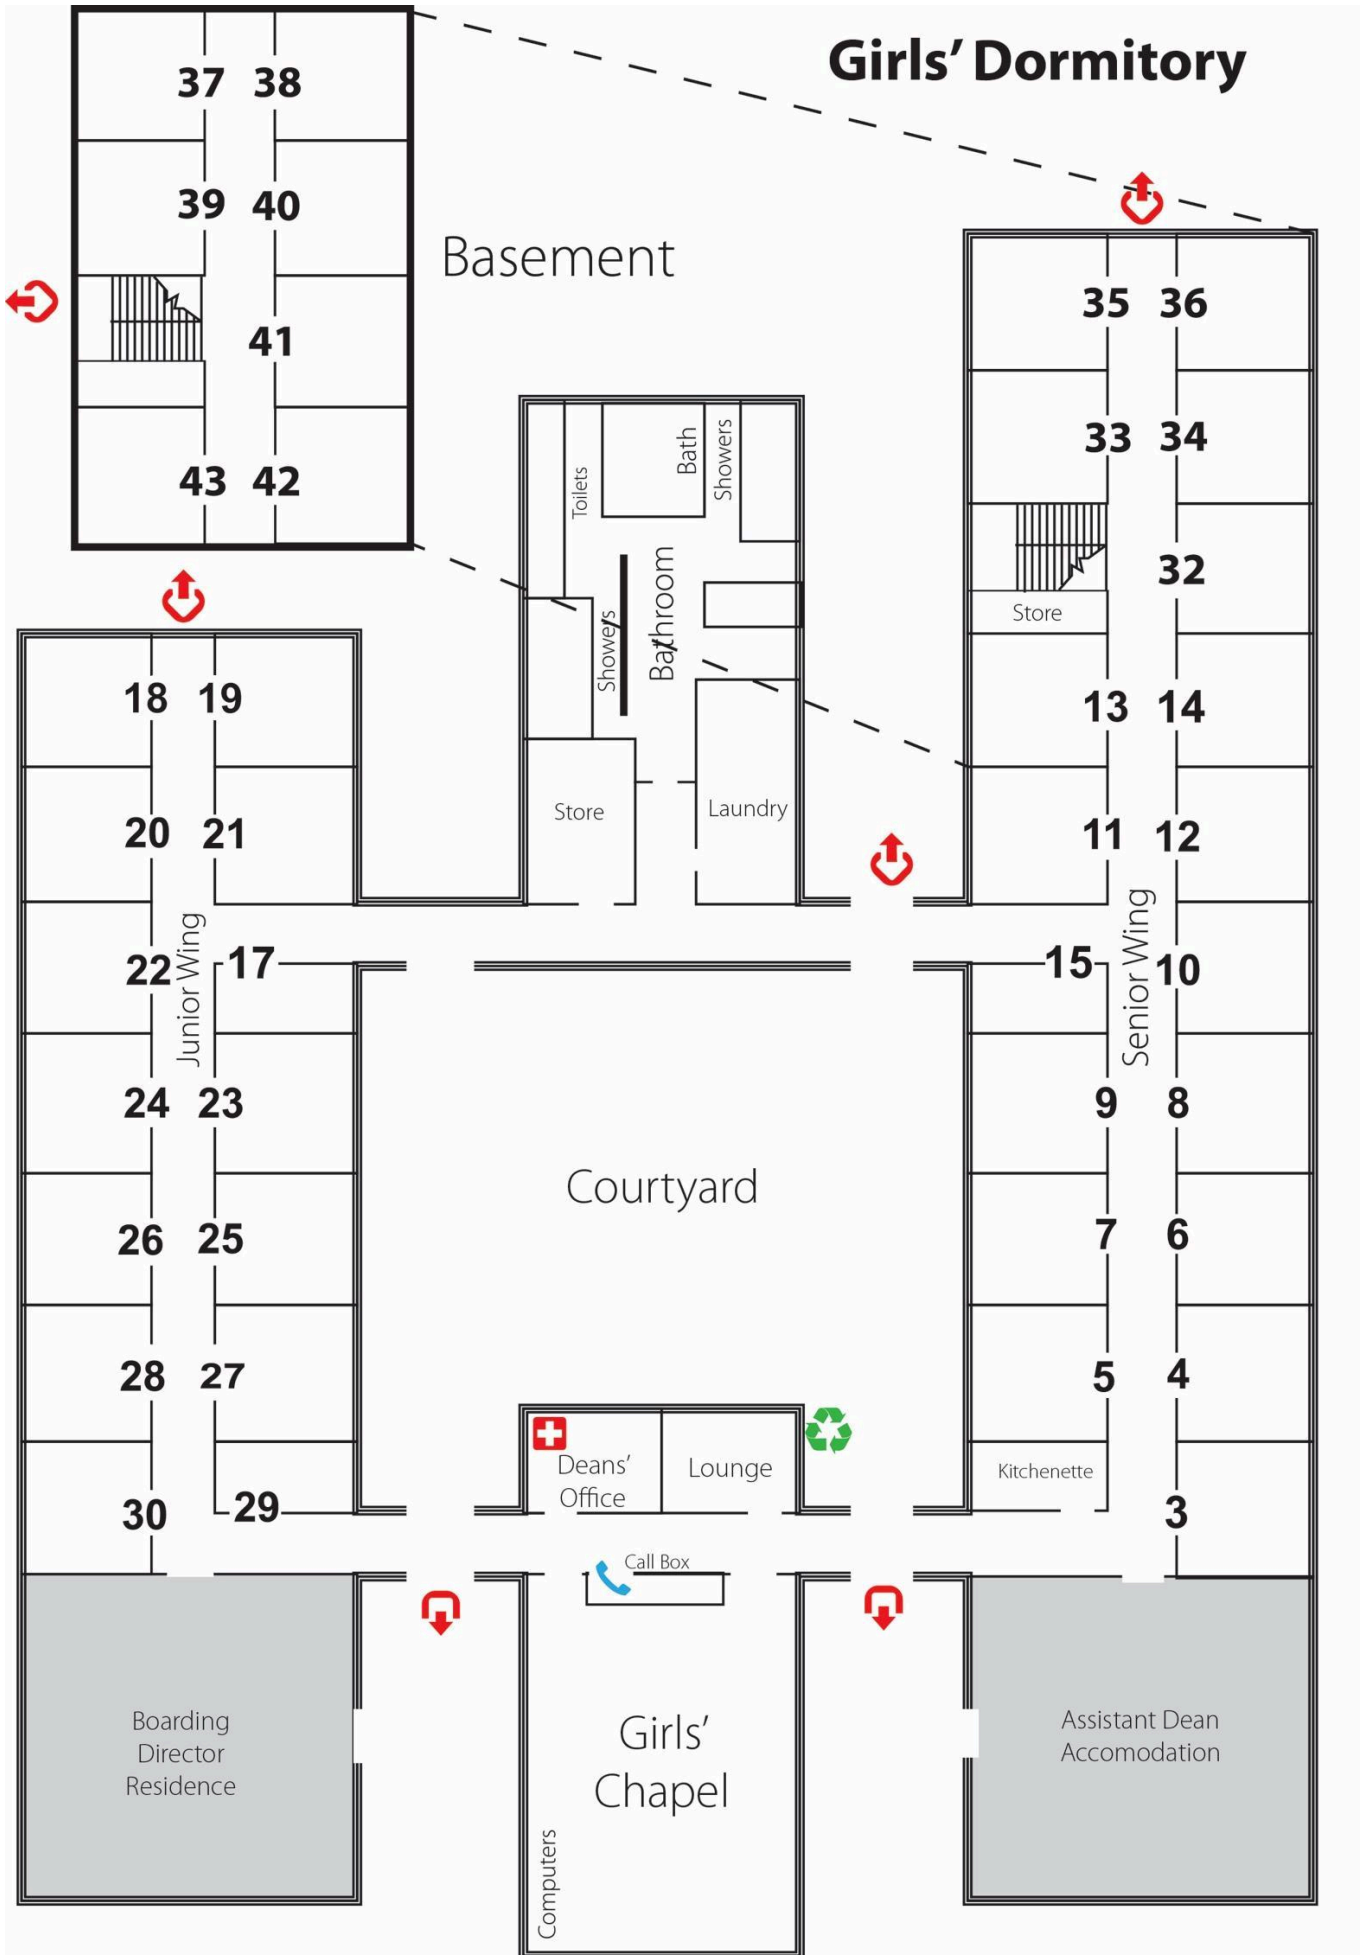 Girls' Dormitory
37 38
39 40
Basement
41
43 42
35 36
33 34
32
Store
13 14
11 12
Senior Wing
15 10
9 8
7 6
5 4
Kitchenette
3
Toilets
Bath
Showers
Showers
Bathroom
Store
Laundry
18 19
20 21
Junior Wing
22 17
24 23
26 25
28 27
30 29
Courtyard
Deans'
Office
Lounge
Call Box
Boarding
Director
Residence
Girls'
Chapel
Computers
Assistant Dean
Accomodation